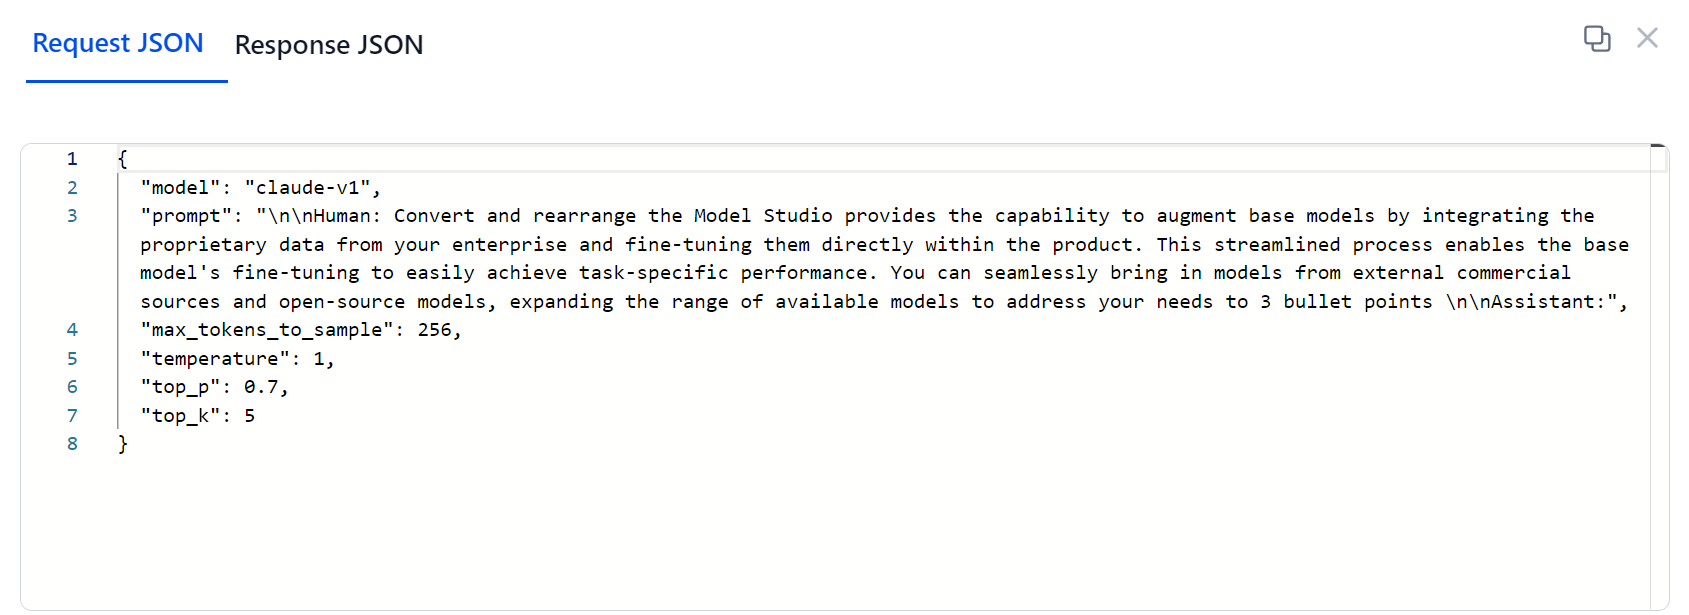 Request JSON Response JSON
1 {
2 "model": "claude-v1",
3 "prompt": "\n\nHuman: Convert and rearrange the Model Studio provides the capability to augment base models by integrating the
proprietary data from your enterprise and fine-tuning them directly within the product. This streamlined process enables the base
model's fine-tuning to easily achieve task-specific performance. You can seamlessly bring in models from external commercial
sources and open-source models, expanding the range of available models to address your needs to 3 bullet points \n\nAssistant:",
4 "max_tokens_to_sample": 256,
5 "temperature": 1,
6 "top_p": 0.7,
7 "top_k": 5
8 }